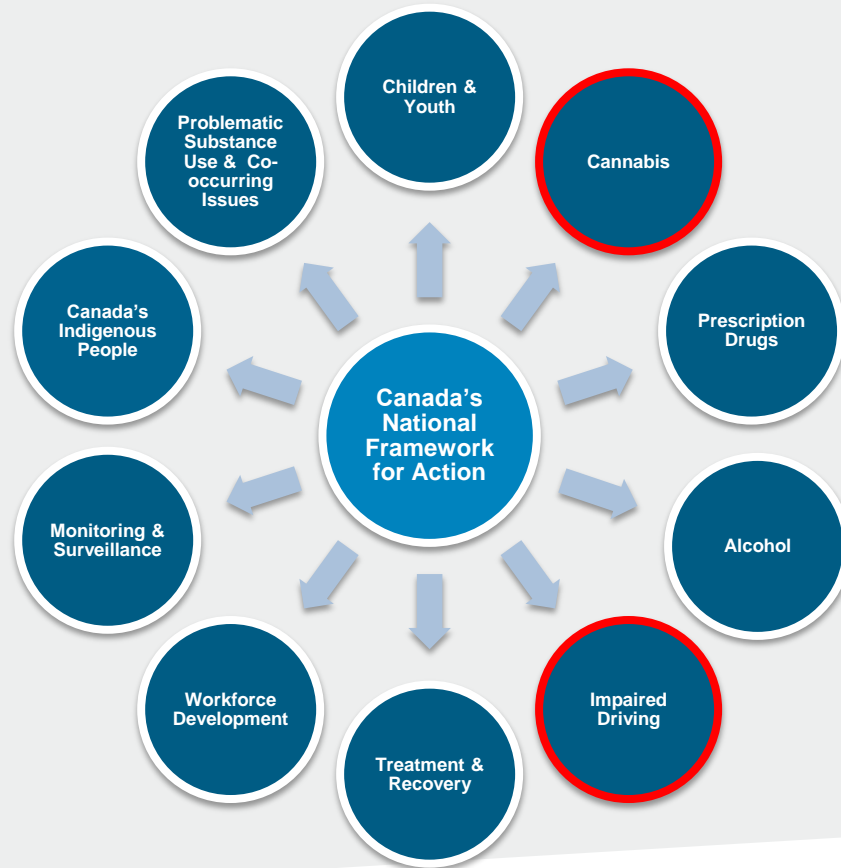 Children &
Youth
Cannabis
Prescription
Drugs
Alcohol
Impaired
Driving
Treatment &
Recovery
Workforce
Development
Monitoring &
Surveillance
Canada's
Indigenous
People
Problematic
Substance
Use & Co-
occurring
Issues
Canada's
National
Framework
for Action